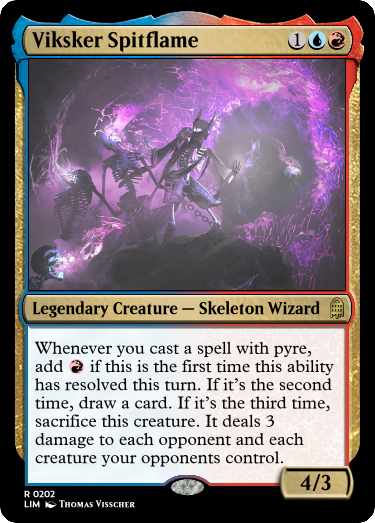 Viksker Spitflame 1
Legendary Creature — Skeleton Wizard
Whenever you cast a spell with pyre,
add if this is the first time this ability
has resolved this turn. If it's the second
time, draw a card. If it's the third time,
sacrifice this creature. It deals 3
damage to each opponent and each
creature your opponents control.
4/3
R 0202
LIM Thomas Visscher